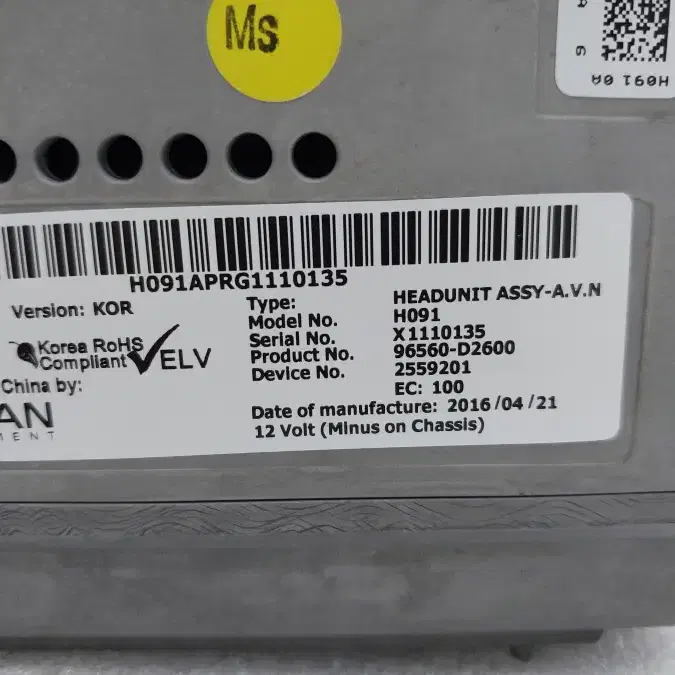 Ms
H091 0A
H091APRG1110135
Version: KOR
Korea RoHS
Compliant
ELV
China by:
AN
MENT
Type: HEADUNIT ASSY-A.V.N
Model No. H091
Serial No. X1110135
Product No. 96560-D2600
Device No. 2559201
EC: 100
Date of manufacture: 2016/04/21
12 Volt (Minus on Chassis)